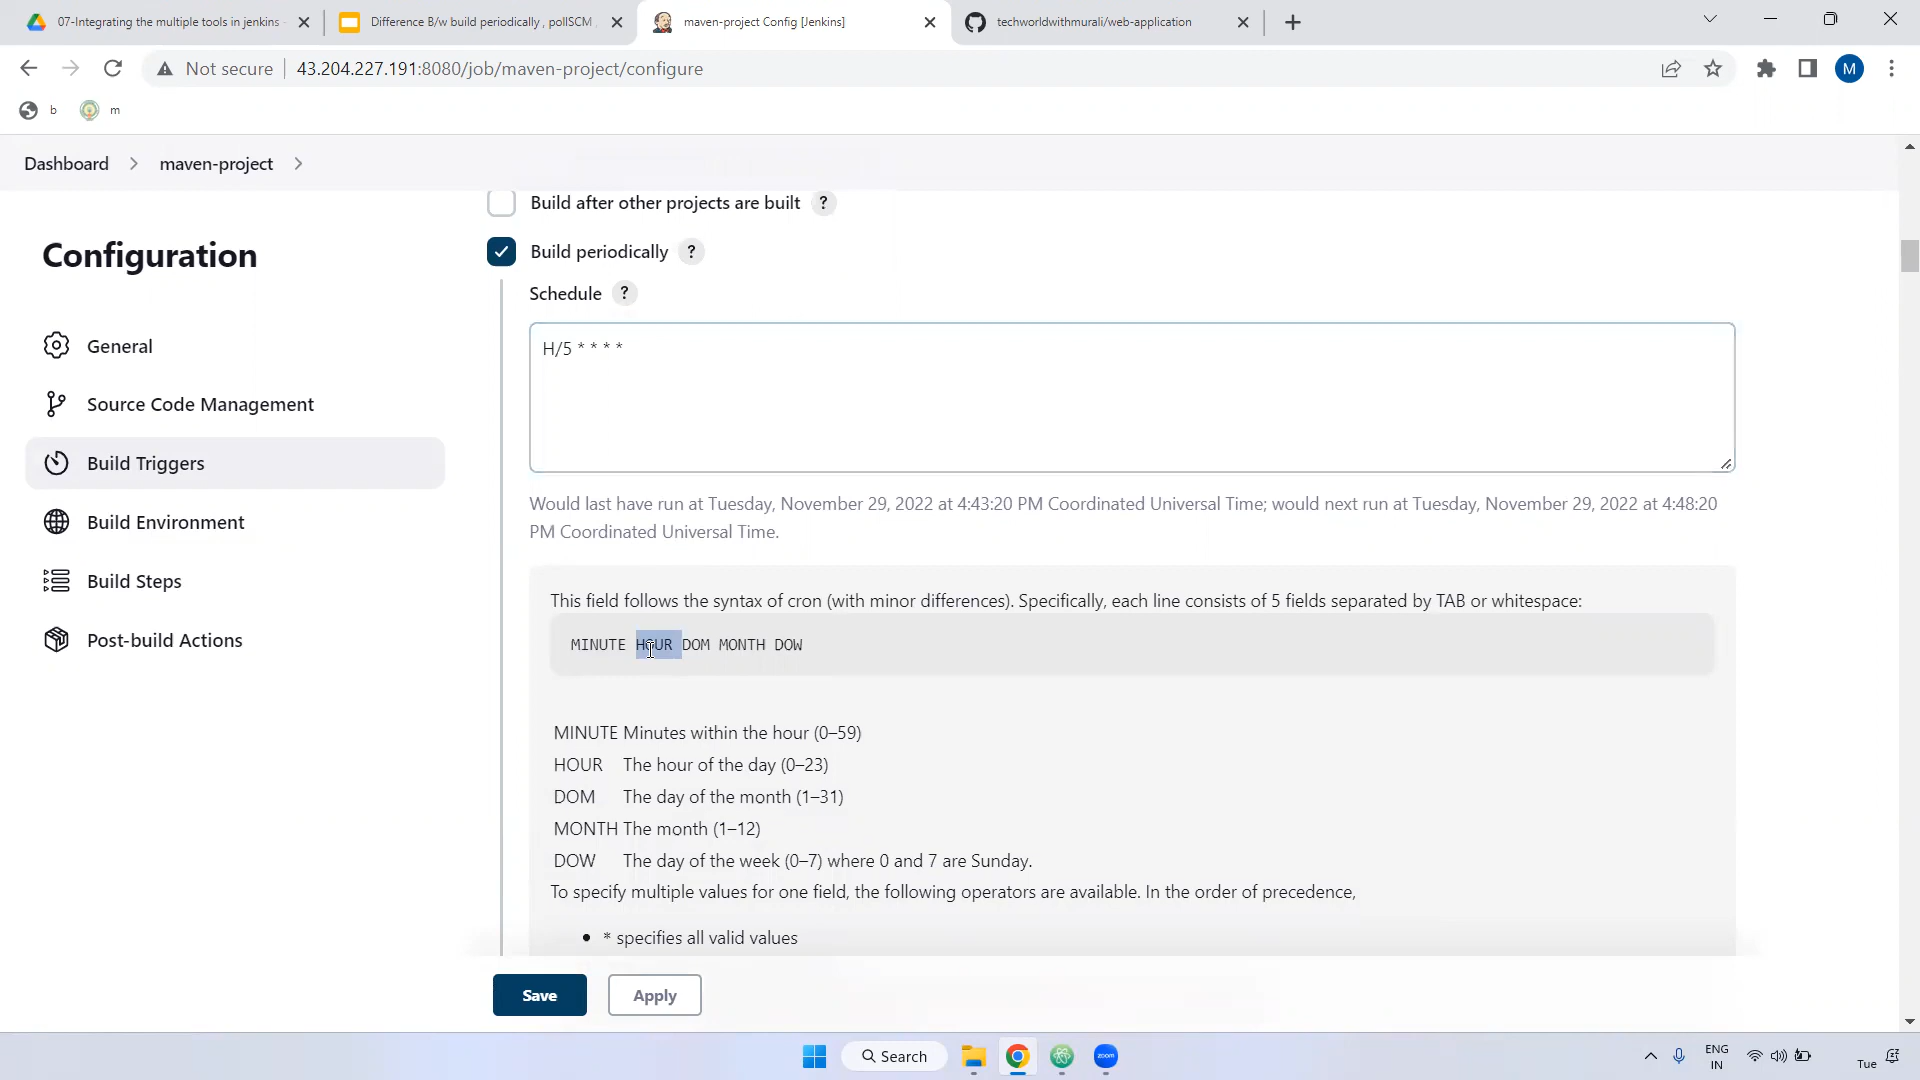 07-Integrating the multiple tools in jenkins -
Difference B/w build periodically , pollSCM ,
maven-project Config [Jenkins]
techworldwithmurali/web-application
Not secure
43.204.227.191:8080/job/maven-project/configure
M
b
m
Dashboard
maven-project
Build after other projects are built ?
Configuration
Build periodically ?
Schedule ?
General
H/5 * * * *
Source Code Management
Build Triggers
Would last have run at Tuesday, November 29, 2022 at 4:43:20 PM Coordinated Universal Time; would next run at Tuesday, November 29, 2022 at 4:48:20
PM Coordinated Universal Time.
Build Environment
Build Steps
This field follows the syntax of cron (with minor differences). Specifically, each line consists of 5 fields separated by TAB or whitespace:
Post-build Actions
MINUTE HOUR DOM MONTH DOW
MINUTE Minutes within the hour (0–59)
HOUR The hour of the day (0–23)
DOM The day of the month (1–31)
MONTH The month (1–12)
DOW The day of the week (0–7) where 0 and 7 are Sunday.
To specify multiple values for one field, the following operators are available. In the order of precedence,
• * specifies all valid values
Save
Apply
Search
zoom
ENG
IN
Tue